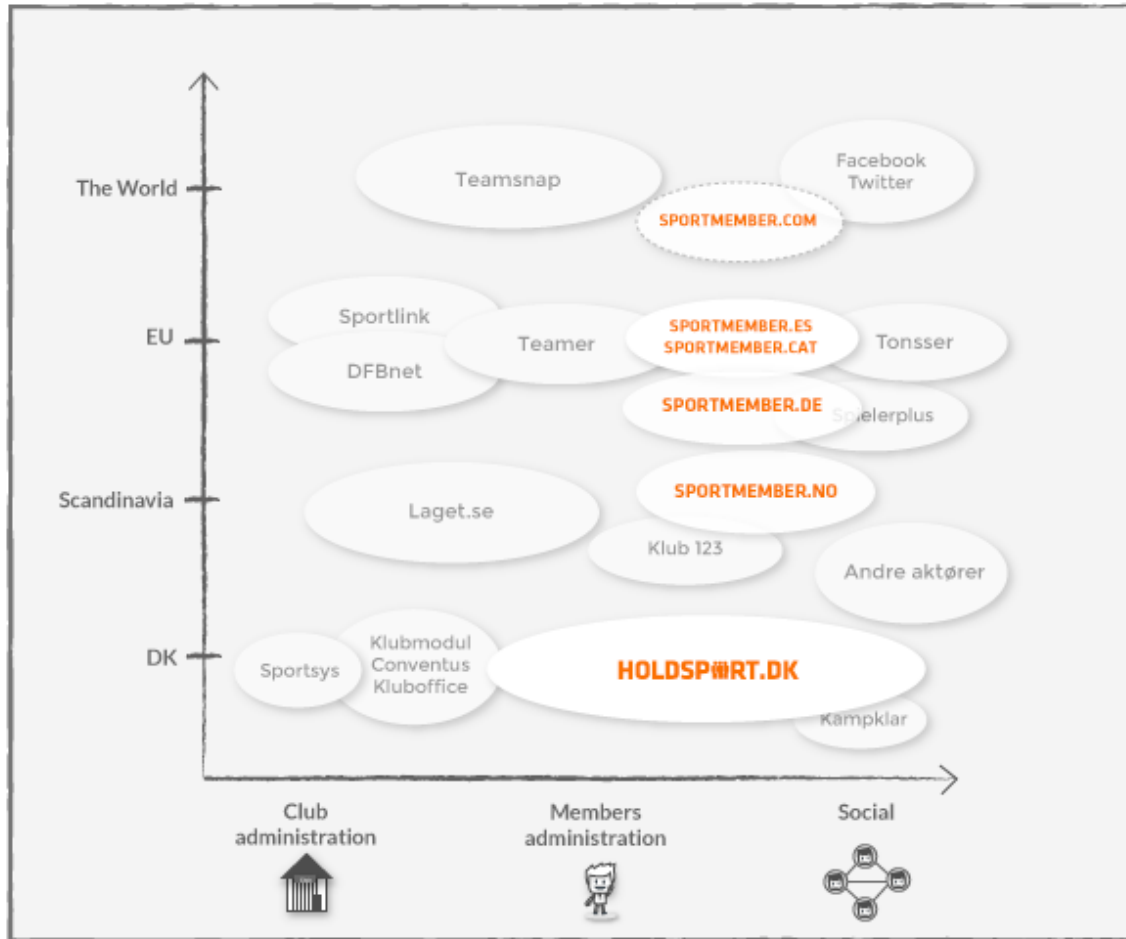 The World
Teamsnap
Facebook
Twitter
SPORTMEMBER.COM
EU
Sportlink
DFBnet
Teamer
SPORTMEMBER.ES
SPORTMEMBER.CAT
Tonsser
SPORTMEMBER.DE
Spielerplus
Scandinavia
Laget.se
SPORTMEMBER.NO
Klub 123
Andre aktører
DK
Sportsys
Klubmodul
Conventus
Kluboffice
HOLDSPORT.DK
Kampklar
Club
administration
Members
administration
Social